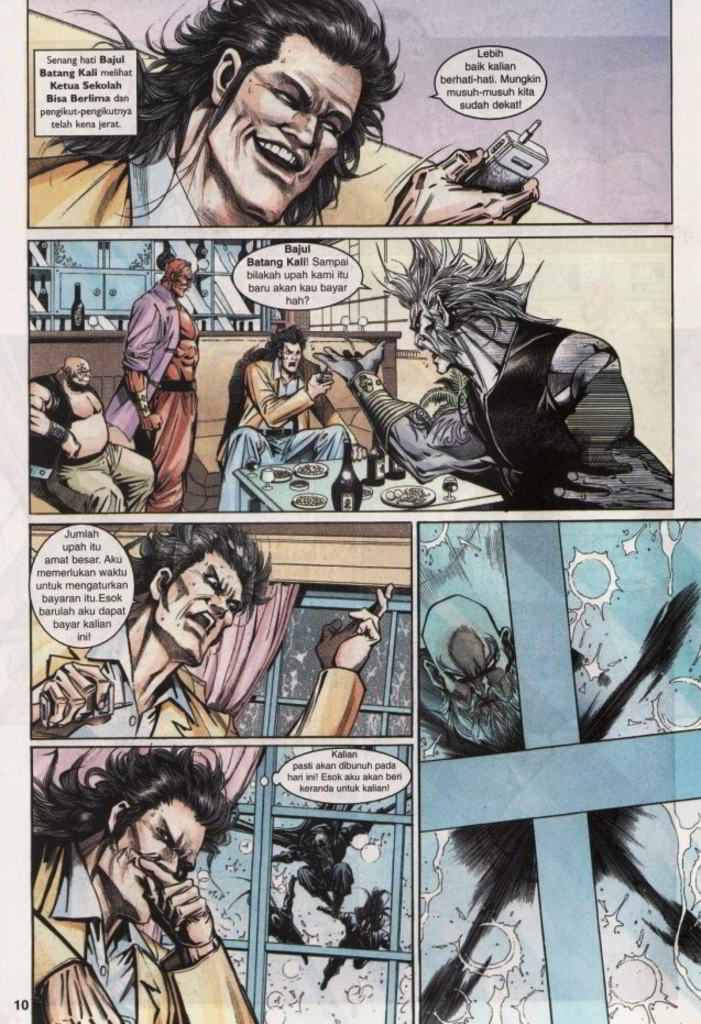 Senang hati Bajul
Batang Kali melihat
Ketua Sekolah
Bisa Berlima dan
pengikut-pengikutnya
telah kena jerat.
Lebih
baik kalian
berhati-hati. Mungkin
musuh-musuh kita
sudah dekat!
Bajul
Batang Kali! Sampai
bilakah upah kami itu
baru akan kau bayar
hah?
Jumlah
upah itu
amat besar. Aku
memerlukan waktu
untuk mengaturkan
bayaran itu.Esok
barulah aku dapat
bayar kalian
ini!
Kalian
pasti akan dibunuh pada
hari ini! Esok aku akan beri
keranda untuk kalian!
10